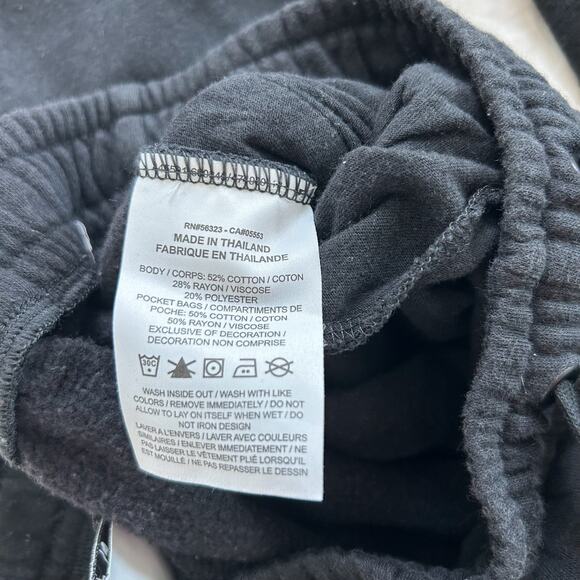 RN#56323 - CA#05553
MADE IN THAILAND
FABRIQUE EN THAILANDE
BODY / CORPS: 52% COTTON / COTON
28% RAYON / VISCOSE
20% POLYESTER
POCKET BAGS / COMPARTIMENTS DE
POCHE: 50% COTTON / COTON
50% RAYON / VISCOSE
EXCLUSIVE OF DECORATION /
DECORATION NON COMPRISE
30C
WASH INSIDE OUT / WASH WITH LIKE
COLORS / REMOVE IMMEDIATELY / DO NOT
ALLOW TO LAY ON ITSELF WHEN WET / DO
NOT IRON DESIGN
LAVER A L'ENVERS / LAVER AVEC COULEURS
SIMILAIRES / ENLEVER IMMEDIATEMENT / NE
PAS LAISSER LE VÊTEMENT PLIÉ LORSQU'IL
EST MOUILLÉ / NE PAS REPASSER LE DESSIN